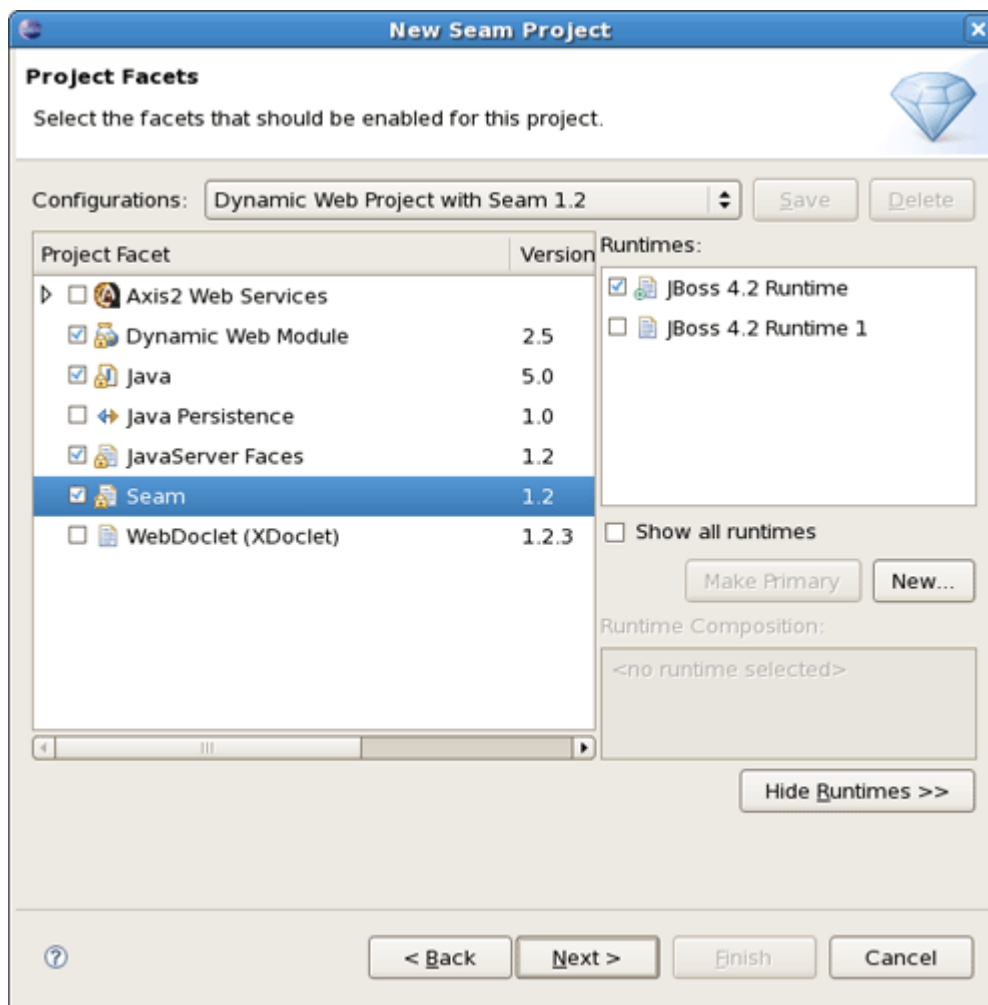 New Seam Project
Project Facets
Select the facets that should be enabled for this project.
Configurations: Dynamic Web Project with Seam 1.2 Save Delete
Project Facet Version
Axis2 Web Services
Dynamic Web Module 2.5
Java 5.0
Java Persistence 1.0
JavaServer Faces 1.2
Seam 1.2
WebDoclet (XDoclet) 1.2.3
Runtimes:
JBoss 4.2 Runtime
JBoss 4.2 Runtime 1
Show all runtimes
Make Primary New...
Runtime Composition:
<no runtime selected>
Hide Runtimes >>
< Back Next > Finish Cancel